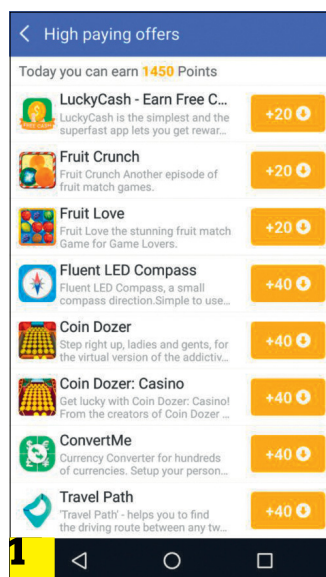 High paying offers
Today you can earn 1450 Points
LuckyCash - Earn Free C...
LuckyCash is the simplest and the
superfast app lets you get rewar...
+20
FREE CASH
Fruit Crunch
Fruit Crunch Another episode of
fruit match games.
+20
Fruit Love
Fruit Love the stunning fruit match
Game for Game Lovers.
+20
Fluent LED Compass
Fluent LED Compass, a small
compass direction.Simple to use...
+40
Coin Dozer
Step right up, ladies and gents, for
the virtual version of the addictiv...
+40
Coin Dozer: Casino
Get lucky with Coin Dozer: Casino!
From the creators of Coin Dozer ...
+40
ConvertMe
Currency Converter for hundreds
of currencies. Setup your person...
+40
Travel Path
'Travel Path' - helps you to find
the driving route between any tw...
+40
1